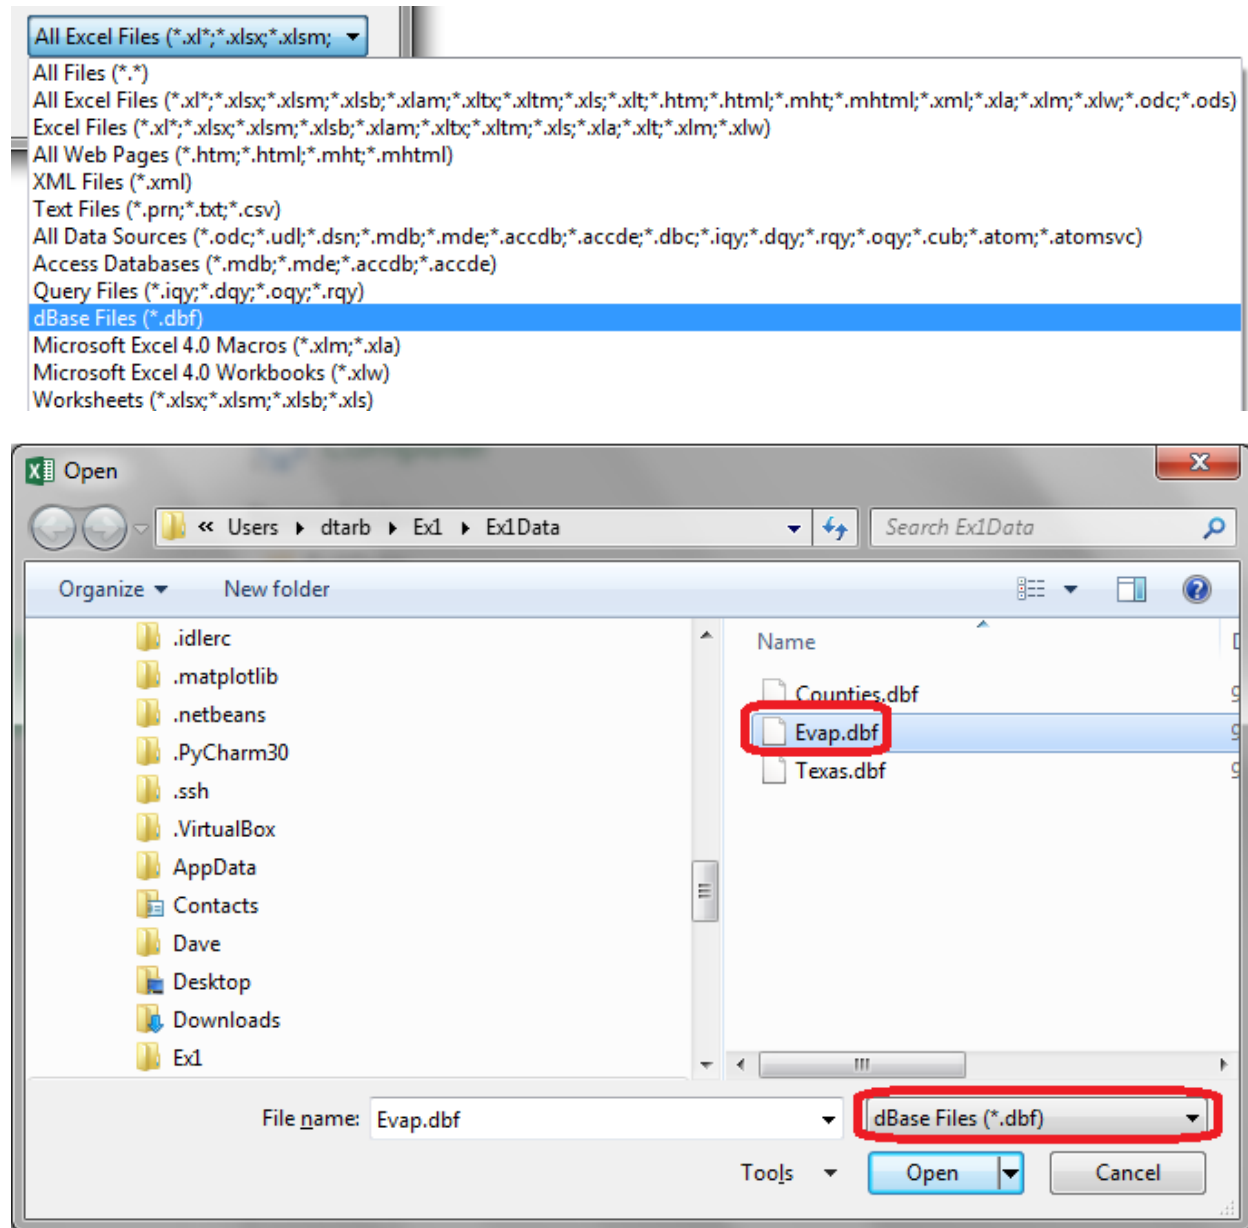 All Excel Files (*.xl*;*.xlsx;*.xlsm;
All Files (*.*)
All Excel Files (*.xl*;*.xlsx;*.xlsm;*.xlsb;*.xlam;*.xltx;*.xltm;*.xls;*.xlt;*.htm;*.html;*.mht;*.mhtml;*.xml;*.xla;*.xlm;*.xlw;*.odc;*.ods)
Excel Files (*.xl*;*.xlsx;*.xlsm;*.xlsb;*.xlam;*.xltx;*.xltm;*.xls;*.xla;*.xlt;*.xlm;*.xlw)
All Web Pages (*.htm;*.html;*.mht;*.mhtml)
XML Files (*.xml)
Text Files (*.prn;*.txt;*.csv)
All Data Sources (*.odc;*.udl;*.dsn;*.mdb;*.mde;*.accdb;*.accde;*.dbc;*.iqy;*.dqy;*.rqy;*.oqy;*.cub;*.atom;*.atomsvc)
Access Databases (*.mdb;*.mde;*.accdb;*.accde)
Query Files (*.iqy;*.dqy;*.oqy;*.rqy)
dBase Files (*.dbf)
Microsoft Excel 4.0 Macros (*.xlm;*.xla)
Microsoft Excel 4.0 Workbooks (*.xlw)
Worksheets (*.xlsx;*.xlsm;*.xlsb;*.xls)
Open
« Users ▸ dtarb ▸ Ex1 ▸ Ex1Data
Search Ex1Data
Organize
New folder
.idlerc
.matplotlib
.netbeans
.PyCharm30
.ssh
.VirtualBox
AppData
Contacts
Dave
Desktop
Downloads
Ex1
Name
Counties.dbf
Evap.dbf
Texas.dbf
File name: Evap.dbf
dBase Files (*.dbf)
Tools
Open
Cancel